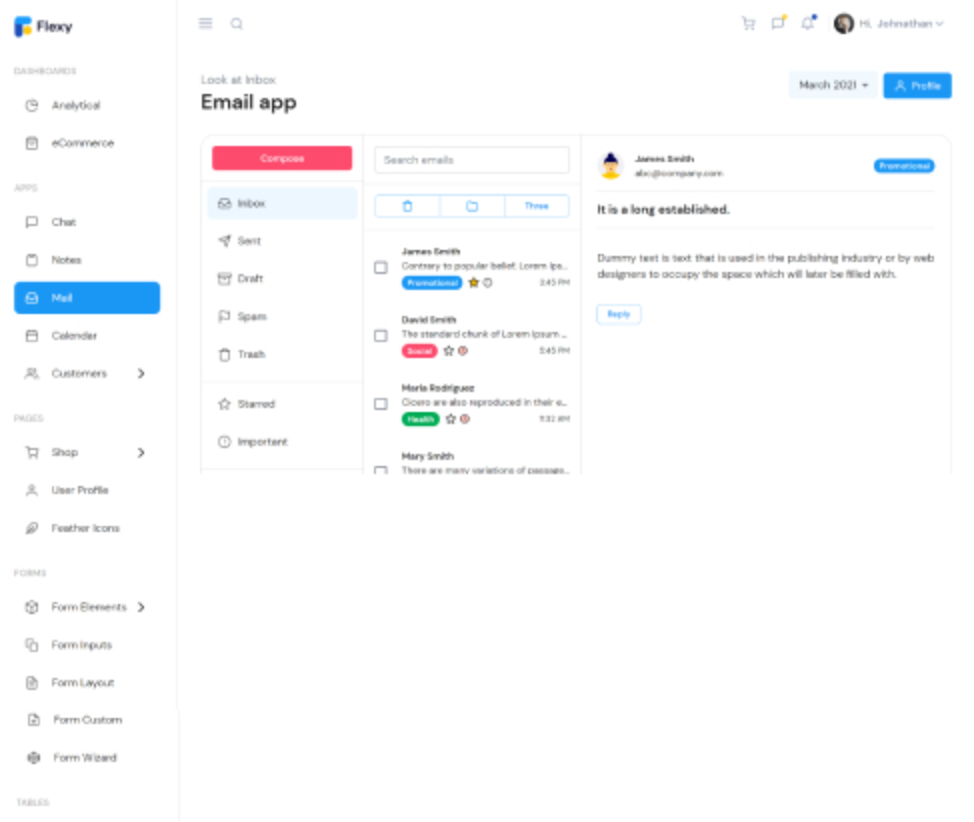 Flexy
Hi, Johnathan
DASHBOARDS
Analytical
eCommerce
APPS
Chat
Notes
Mail
Calender
Customers
PAGES
Shop
User Profile
Feather Icons
FORMS
Form Elements
Form Inputs
Form Layout
Form Custom
Form Wizard
TABLES
Look at Inbox
Email app
March 2021
Profile
Compose
Inbox
Sent
Draft
Spam
Trash
Starred
Important
Search emails
Three
James Smith
Contrary to popular belief. Lorem Ips...
Promotional
3:45 PM
David Smith
The standard chunk of Lorem Ipsum ...
Social
5:45 PM
Maria Rodriguez
Cicero are also reproduced in their e...
Health
11:32 AM
Mary Smith
There are many variations of passage...
James Smith
abc@company.com
Promotional
It is a long established.
Dummy text is text that is used in the publishing industry or by web
designers to occupy the space which will later be filled with.
Reply